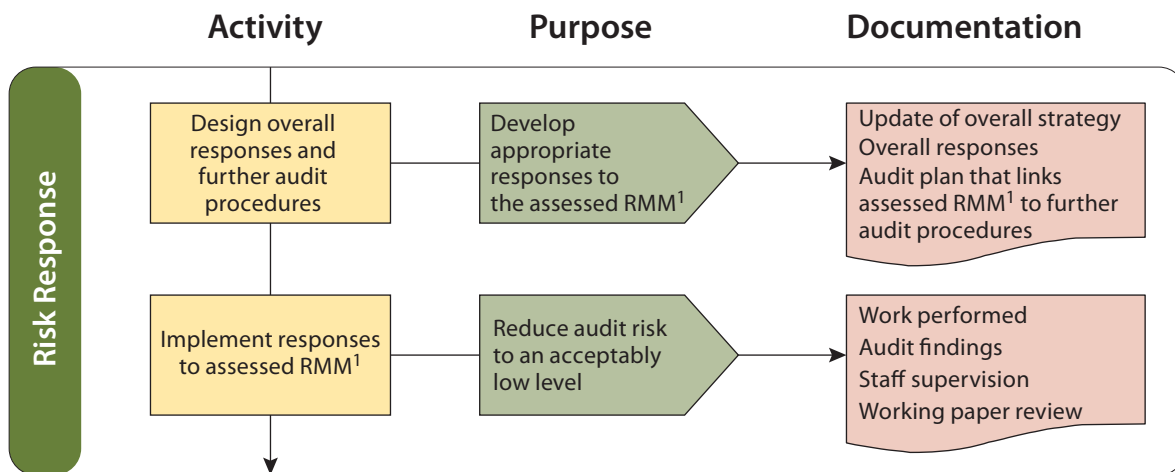 Activity
Purpose
Documentation
Risk Response
Design overall
responses and
further audit
procedures
Develop
appropriate
responses to
the assessed RMM¹
Update of overall strategy
Overall responses
Audit plan that links
assessed RMM¹ to further
audit procedures
Implement responses
to assessed RMM¹
Reduce audit risk
to an acceptably
low level
Work performed
Audit findings
Staff supervision
Working paper review